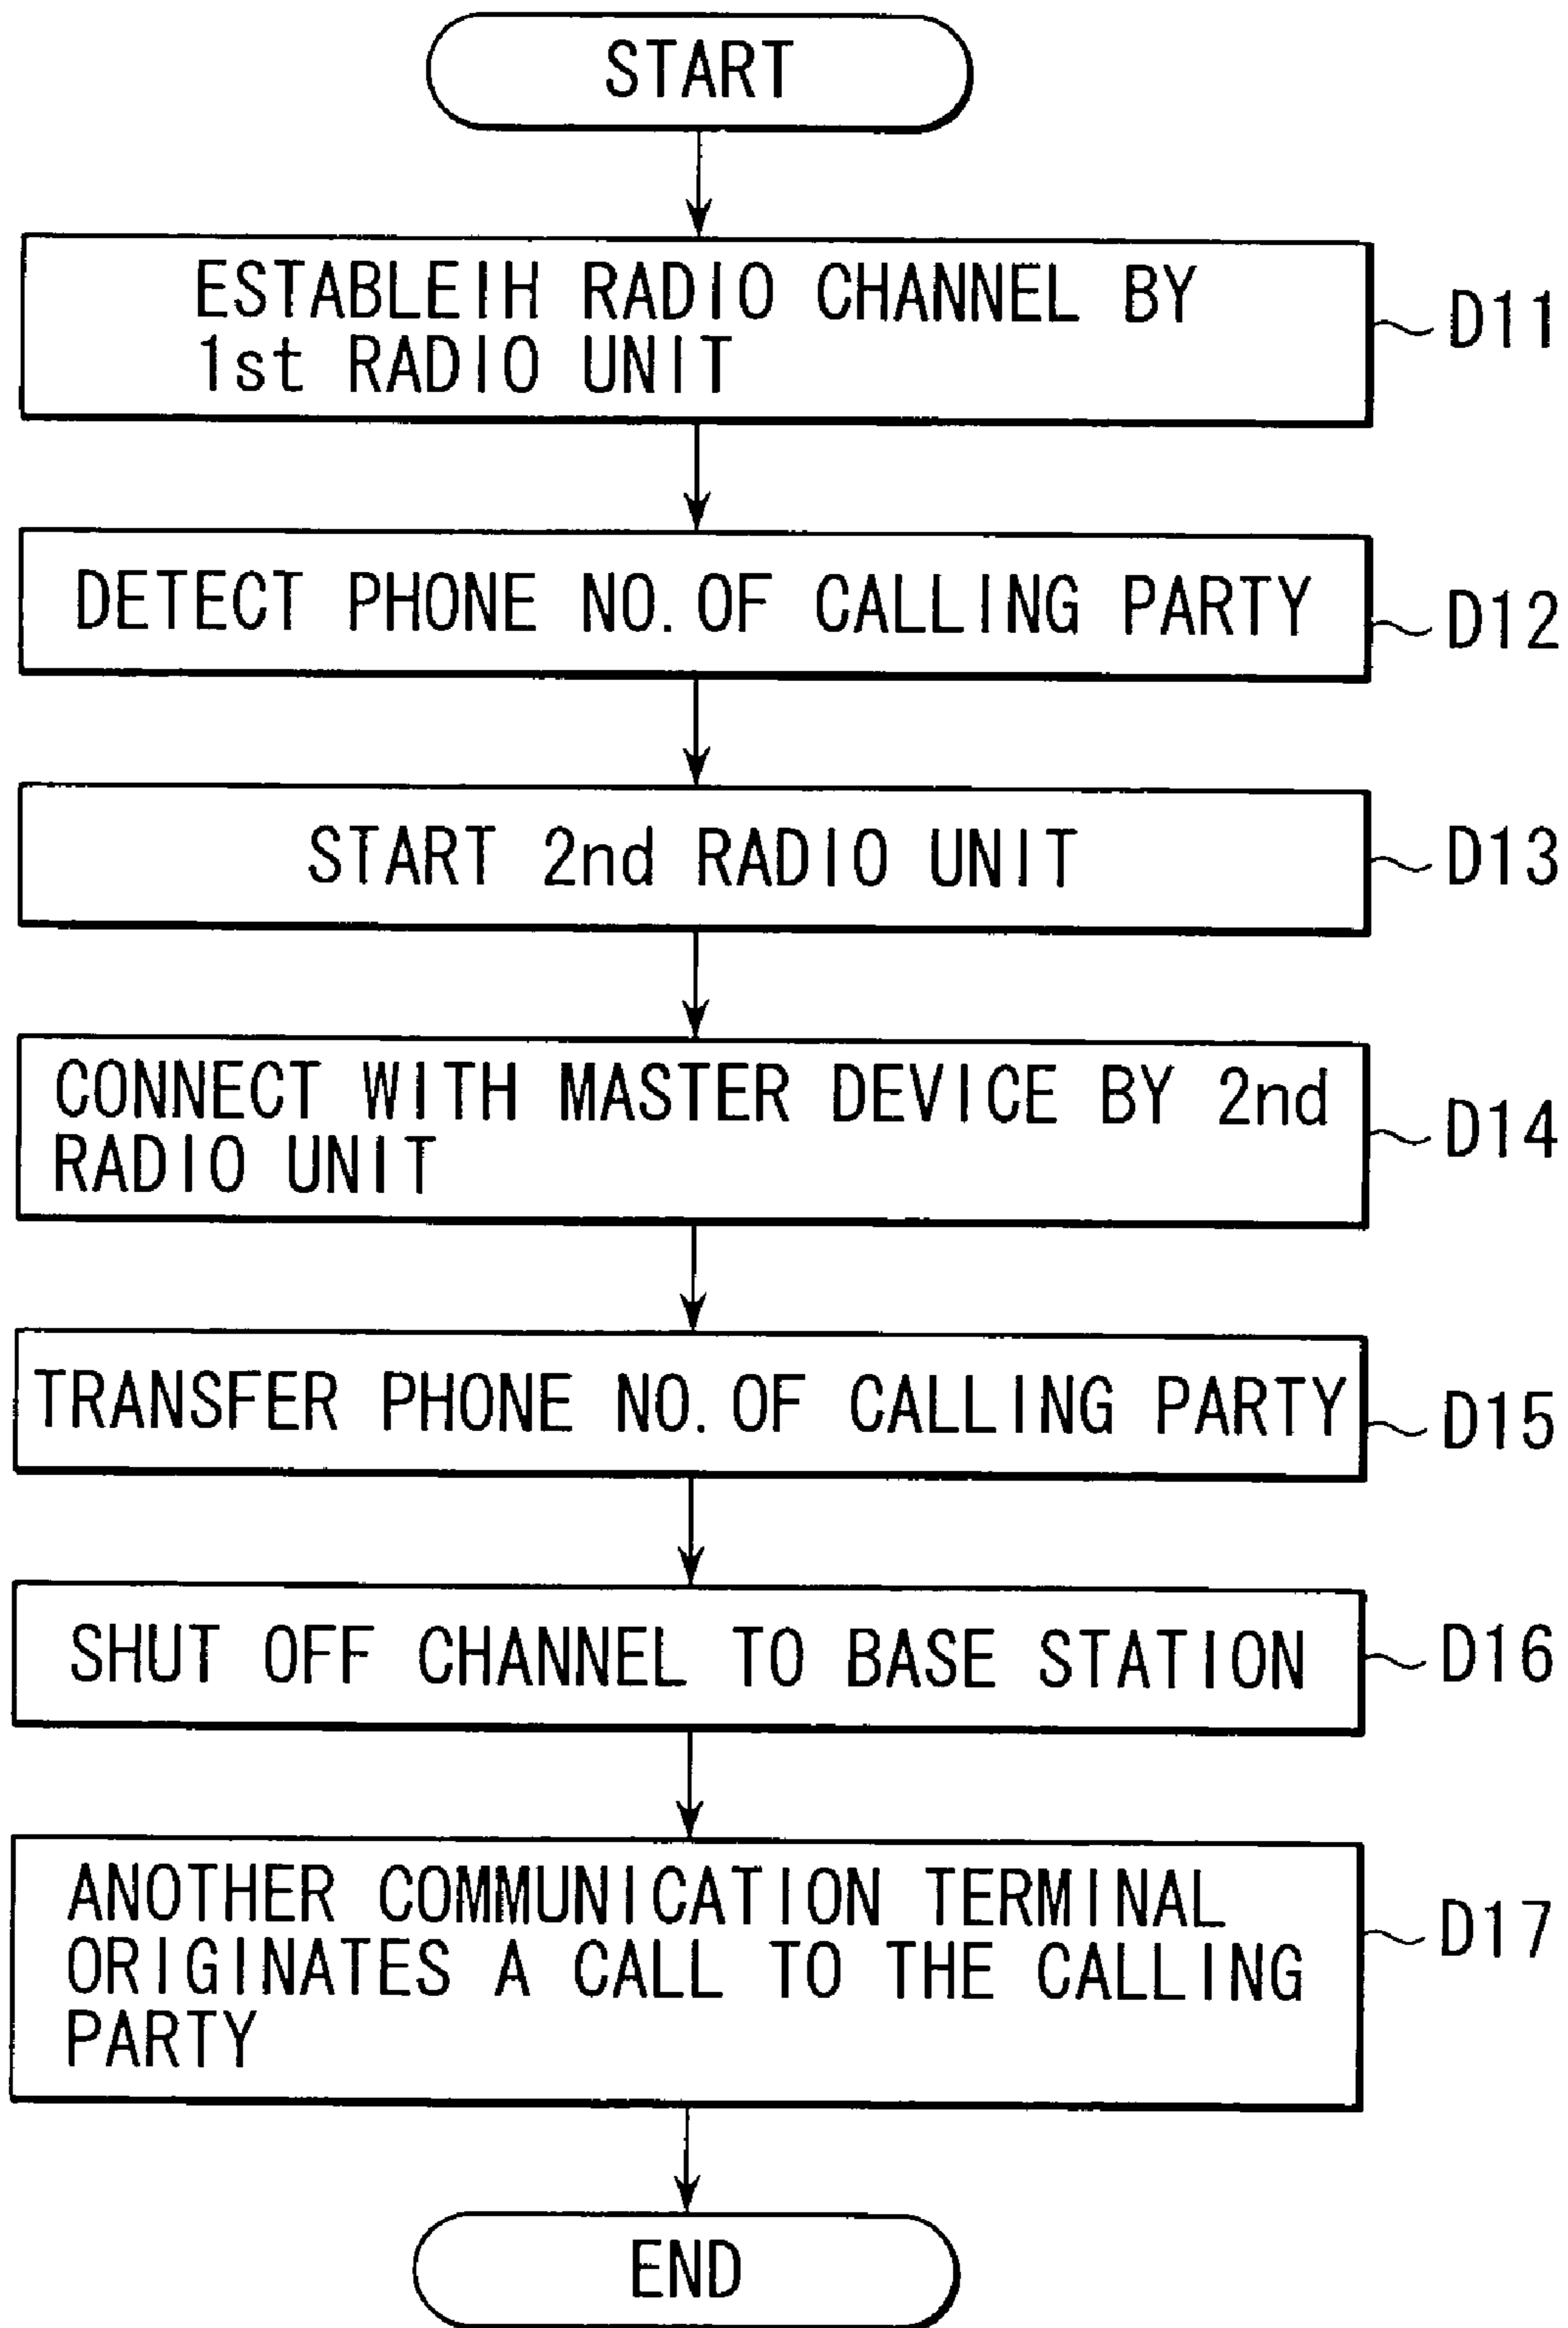 START
ESTABLEIH RADIO CHANNEL BY
1st RADIO UNIT
D11
DETECT PHONE NO. OF CALLING PARTY
D12
START 2nd RADIO UNIT
D13
CONNECT WITH MASTER DEVICE BY 2nd
RADIO UNIT
D14
TRANSFER PHONE NO. OF CALLING PARTY
D15
SHUT OFF CHANNEL TO BASE STATION
D16
ANOTHER COMMUNICATION TERMINAL
ORIGINATES A CALL TO THE CALLING
PARTY
D17
END